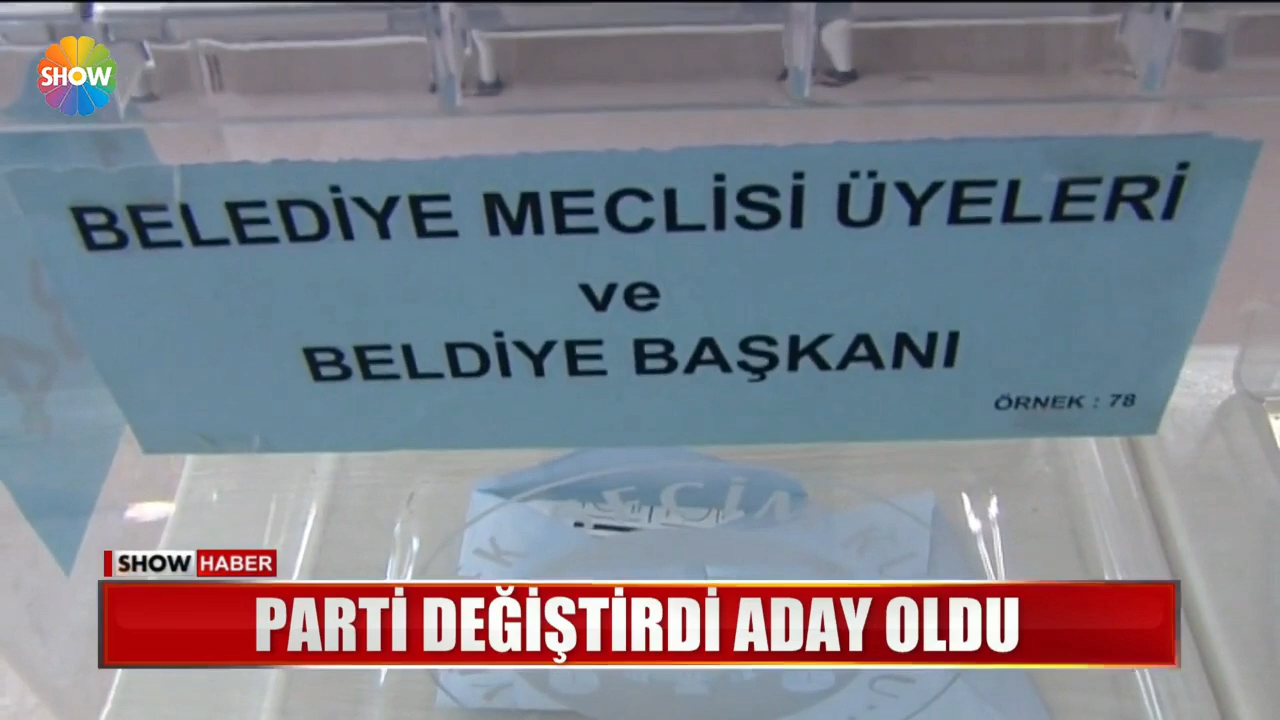 SHOW
BELEDİYE MECLİSİ ÜYELERİ
ve
BELDİYE BAŞKANI
ÖRNEK : 78
SHOW HABER
PARTİ DEĞİŞTİRDİ ADAY OLDU